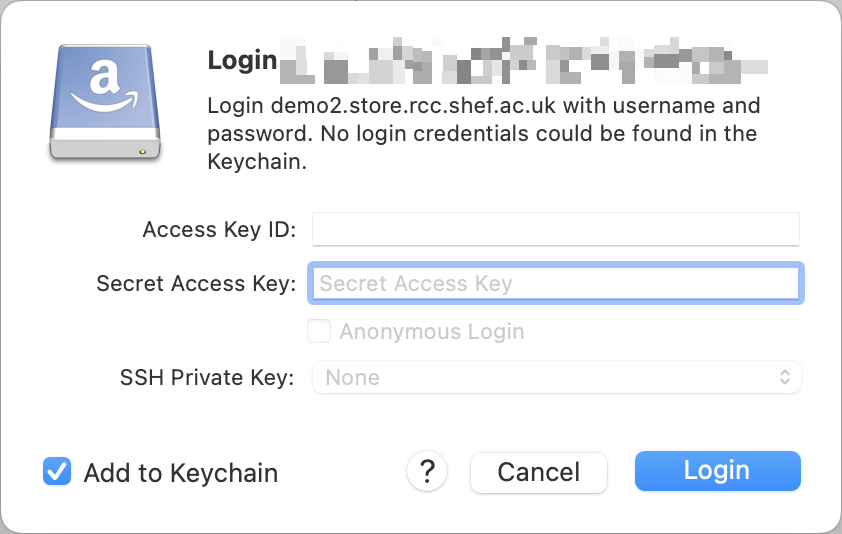 Login
Login demo2.store.rcc.shef.ac.uk with username and
password. No login credentials could be found in the
Keychain.
Access Key ID:
Secret Access Key: Secret Access Key
Anonymous Login
SSH Private Key: None
Add to Keychain ? Cancel Login